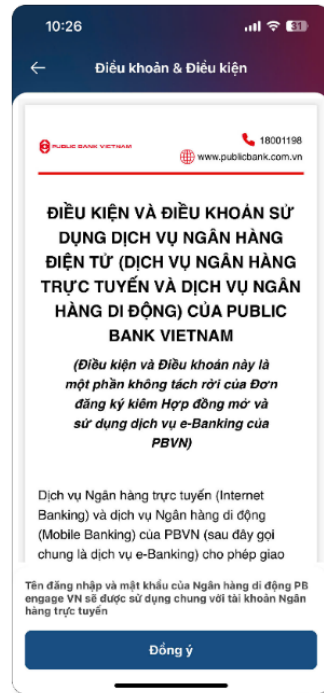 10:26
31
Điều khoản & Điều kiện
PUBLIC BANK VIETNAM
18001198
www.publicbank.com.vn
ĐIỀU KIỆN VÀ ĐIỀU KHOẢN SỬ
DỤNG DỊCH VỤ NGÂN HÀNG
ĐIỆN TỬ (DỊCH VỤ NGÂN HÀNG
TRỰC TUYẾN VÀ DỊCH VỤ NGÂN
HÀNG DI ĐỘNG) CỦA PUBLIC
BANK VIETNAM
(Điều kiện và Điều khoản này là
một phần không tách rời của Đơn
đăng ký kiêm Hợp đồng mở và
sử dụng dịch vụ e-Banking của
PBVN)
Dịch vụ Ngân hàng trực tuyến (Internet
Banking) và dịch vụ Ngân hàng di động
(Mobile Banking) của PBVN (sau đây gọi
chung là dịch vụ e-Banking) cho phép giao
Tên đăng nhập và mật khẩu của Ngân hàng di động PB
engage VN sẽ được sử dụng chung với tài khoản Ngân
hàng trực tuyến
Đồng ý